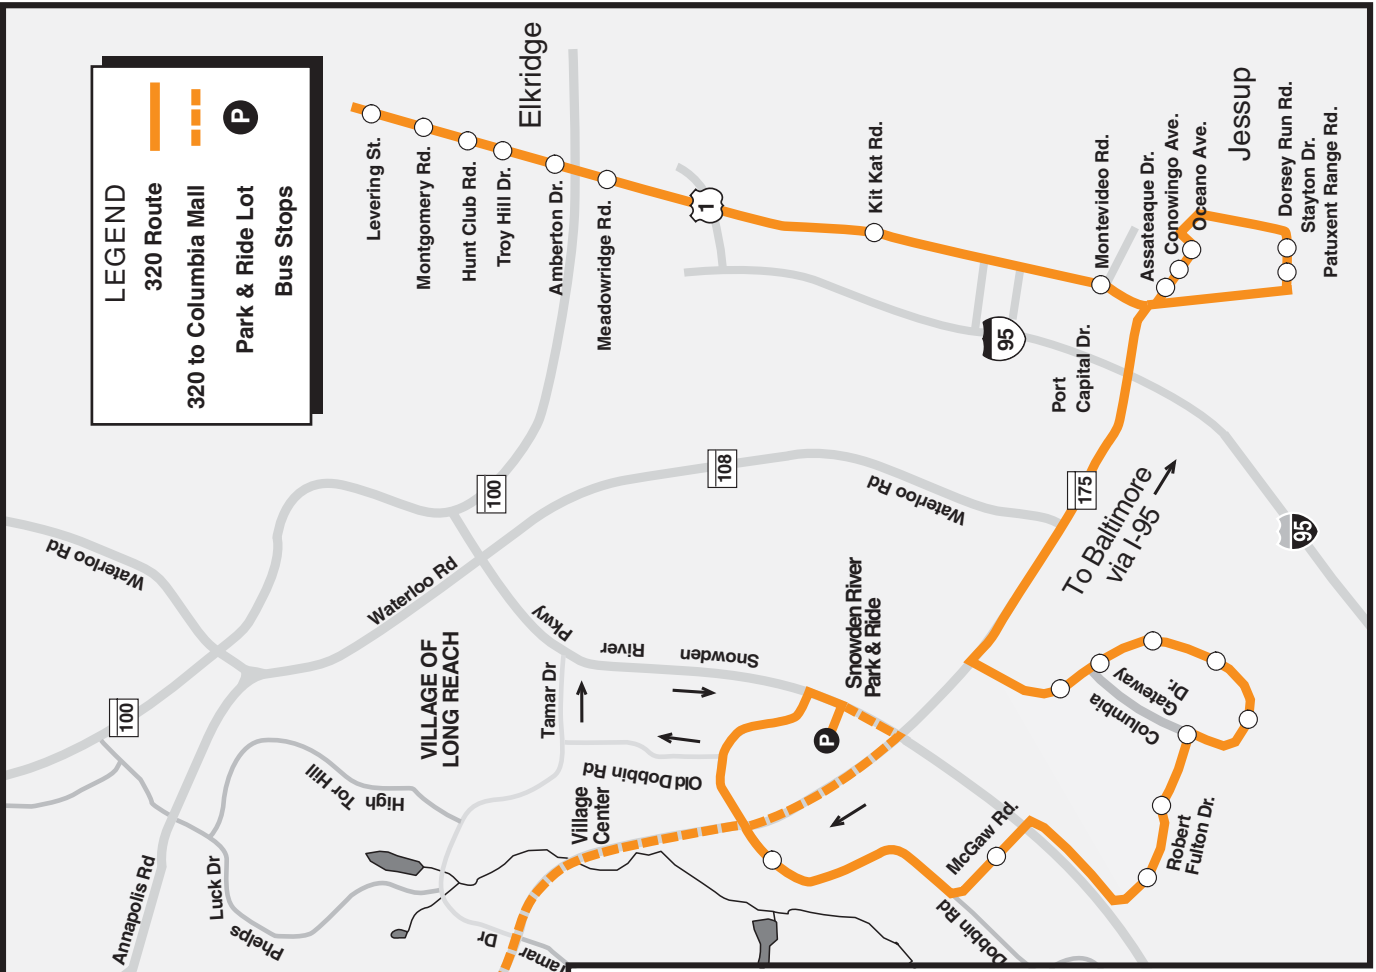 LEGEND
320 Route
320 to Columbia Mall
P
Park & Ride Lot
Bus Stops
Elkridge
Levering St.
Montgomery Rd.
Hunt Club Rd.
Troy Hill Dr.
Amberton Dr.
Meadowridge Rd.
1
Kit Kat Rd.
Montevideo Rd.
Assateaque Dr.
Conowingo Ave.
Oceano Ave.
Jessup
Dorsey Run Rd.
Stayton Dr.
Patuxent Range Rd.
95
Port
Capital Dr.
100
108
Waterloo Rd
175
To Baltimore
via I-95
95
Waterloo Rd
Waterloo Rd
100
VILLAGE OF
LONG REACH
Pkwy
River
Snowden
Tamar Dr
Snowden River
Park & Ride
P
Old Dobbin Rd
Village
Center
High
Tor Hill
Annapolis Rd
Luck Dr
Phelps
Tamar
Dr
McGaw Rd.
Dobbin Rd
Columbia
Gateway
Dr.
Robert
Fulton Dr.